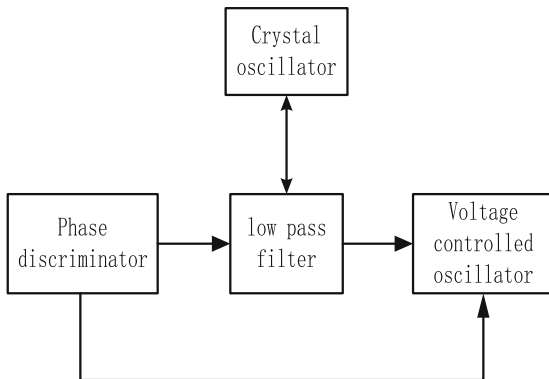 Crystal
oscillator
Phase
discriminator
low pass
filter
Voltage
controlled
oscillator